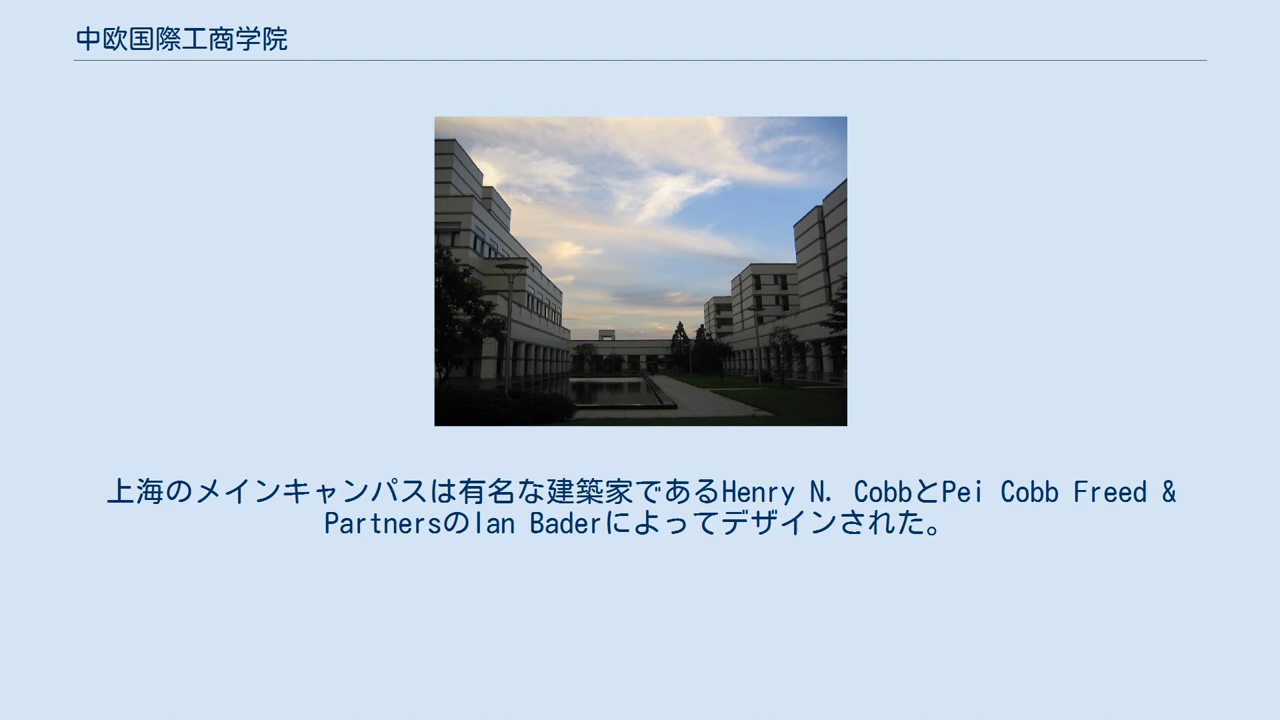 中欧国際工商学院
上海のメインキャンパスは有名な建築家であるHenry N. CobbとPei Cobb Freed &
PartnersのIan Baderによってデザインされた。